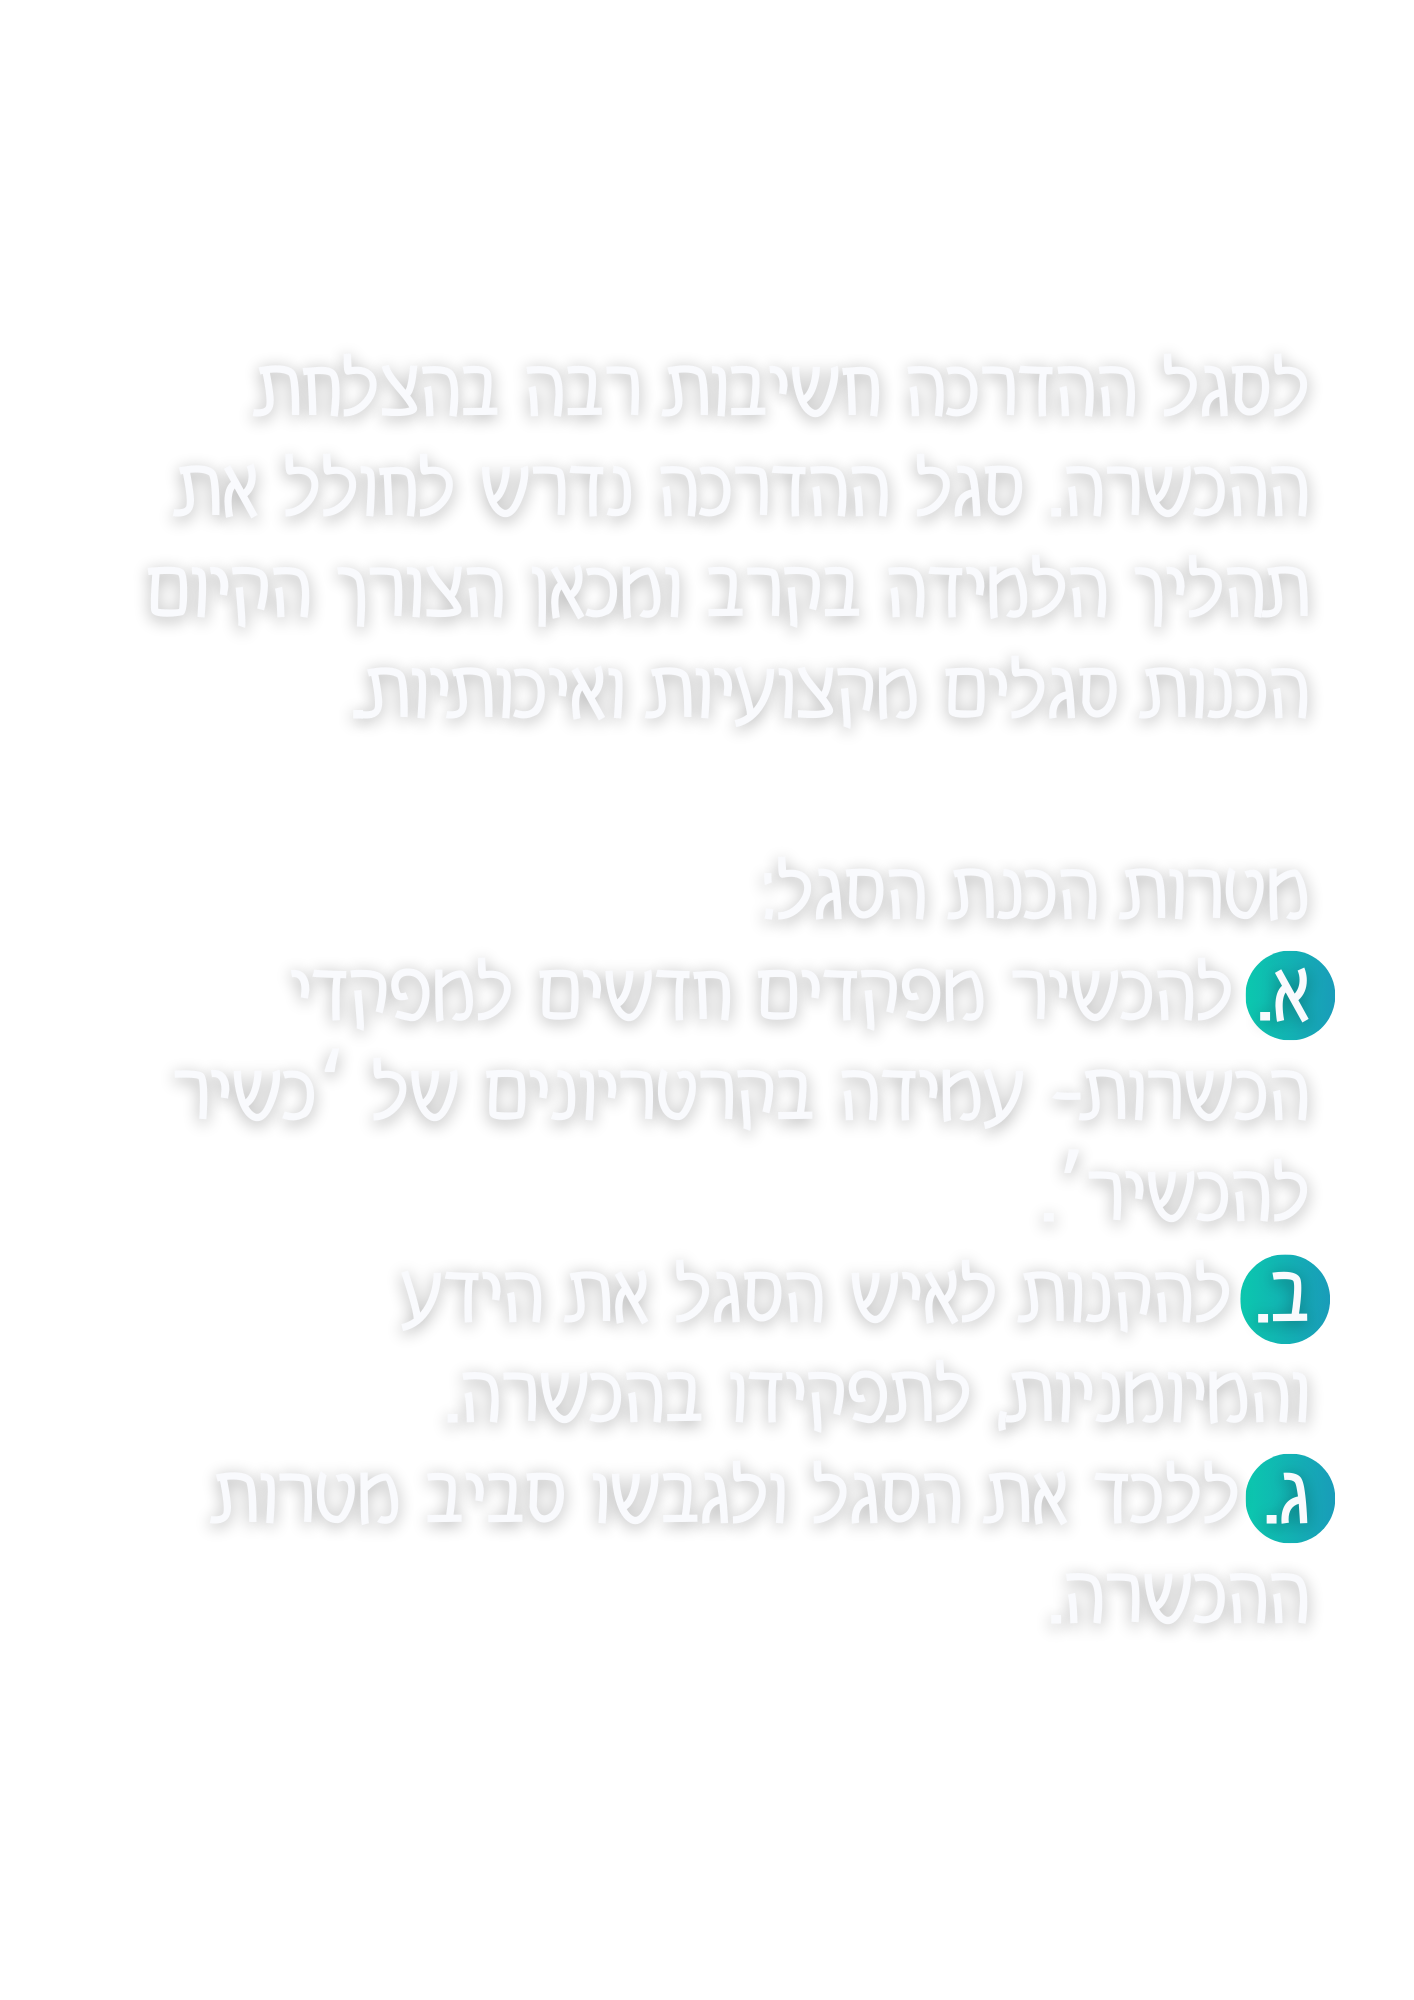 לסגל ההדרכה חשיבות רבה בהצלחת
ההכשרה. סגל ההדרכה נדרש לחולל את
תהליך הלמידה בקרב ומכאן הצורך הקיום
הכנות סגלים מקצועיות ואיכותיות.
מטרות הכנת הסגל:
א. להכשיר מפקדים חדשים למפקדי
הכשרות- עמידה בקרטריונים של 'כשיר
להכשיר'.
ב. להקנות לאיש הסגל את הידע
והמיומניות, לתפקידו בהכשרה.
ג. ללכד את הסגל ולגבשו סביב מטרות
ההכשרה.